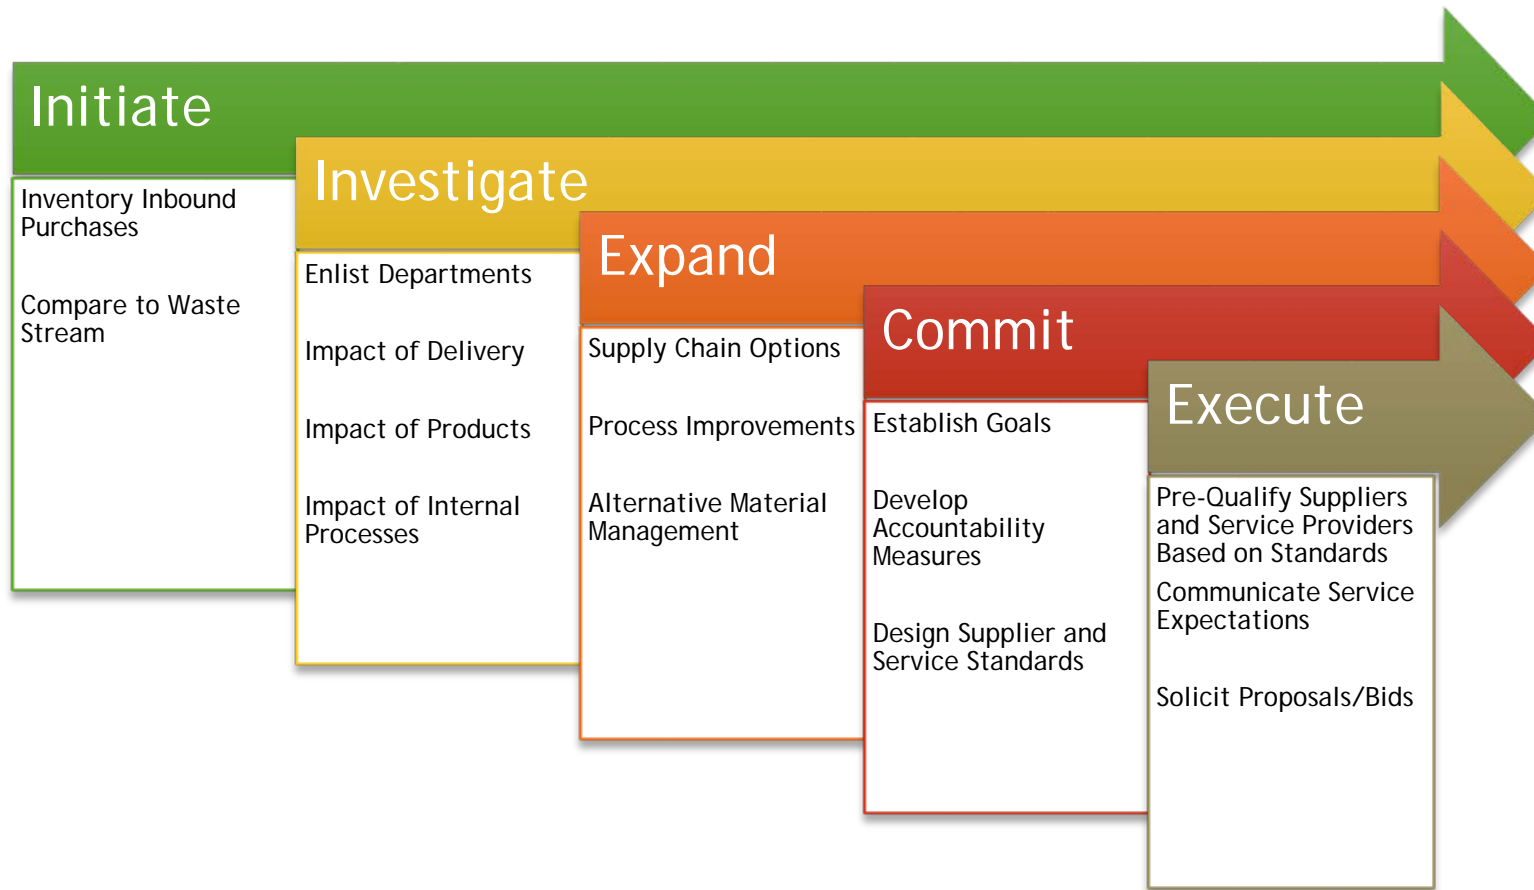 Initiate
Inventory Inbound
Purchases
Compare to Waste
Stream
Investigate
Enlist Departments
Impact of Delivery
Impact of Products
Impact of Internal
Processes
Expand
Supply Chain Options
Process Improvements
Alternative Material
Management
Commit
Establish Goals
Develop
Accountability
Measures
Design Supplier and
Service Standards
Execute
Pre-Qualify Suppliers
and Service Providers
Based on Standards
Communicate Service
Expectations
Solicit Proposals/Bids